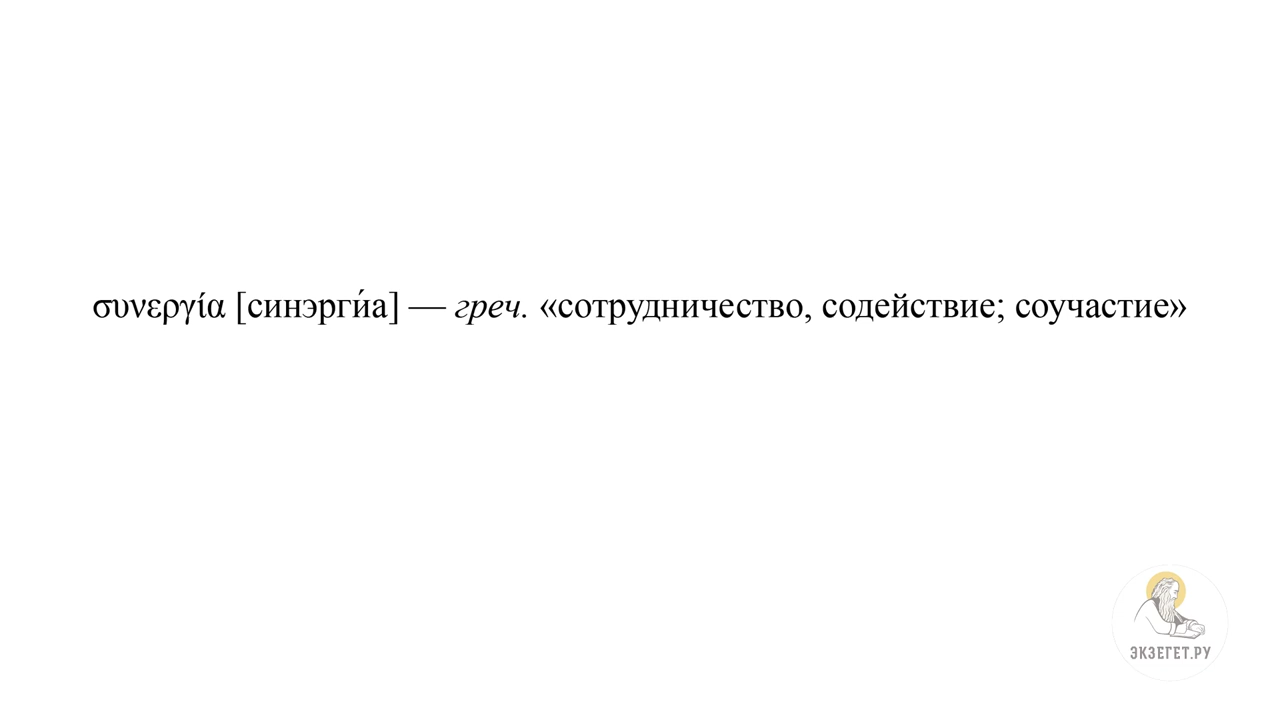 συνεργία [синэрги́а] — греч. «сотрудничество, содействие; соучастие»
ЭКЗЕГЕТ.РУ